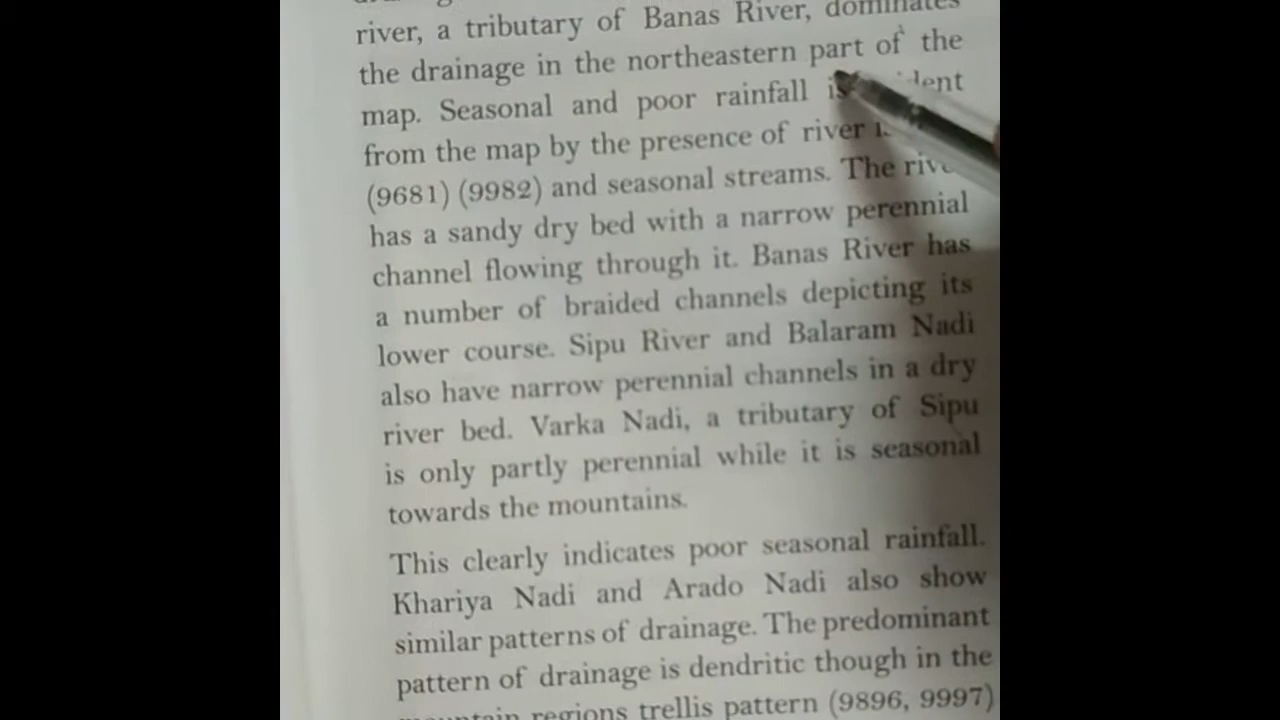 river, a tributary of Banas River, dominates
the drainage in the northeastern part of the
map. Seasonal and poor rainfall is
from the map by the presence of river
(9681) (9982) and seasonal streams. The
has a sandy dry bed with a narrow perennial
channel flowing through it. Banas River has
a number of braided channels depicting its
lower course. Sipu River and Balaram Nadi
also have narrow perennial channels in a dry
river bed. Varka Nadi, a tributary of Sipu
is only partly perennial while it is seasonal
towards the mountains.
This clearly indicates poor seasonal rainfall.
Khariya Nadi and Arado Nadi also show
similar patterns of drainage. The predominant
pattern of drainage is dendritic though in the
mountain regions trellis pattern (9896, 9997)